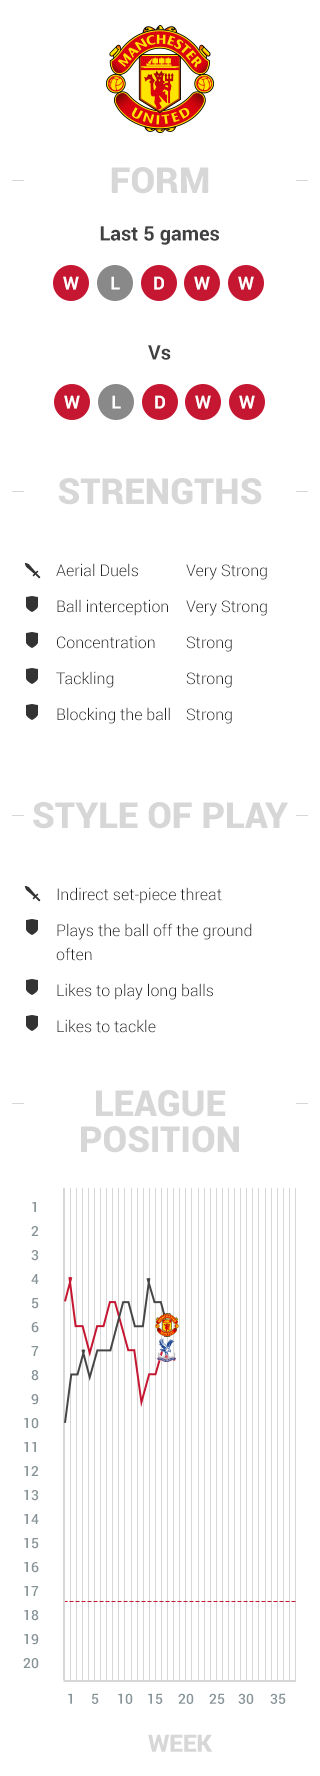 MANCHESTER
UNITED
FORM
Last 5 games
W L D W W
Vs
W L D W W
STRENGTHS
Aerial Duels Very Strong
Ball interception Very Strong
Concentration Strong
Tackling Strong
Blocking the ball Strong
STYLE OF PLAY
Indirect set-piece threat
Plays the ball off the ground
often
Likes to play long balls
Likes to tackle
LEAGUE
POSITION
1
2
3
4
5
6
7
8
9
10
11
12
13
14
15
16
17
18
19
20
1 5 10 15 20 25 30 35
WEEK